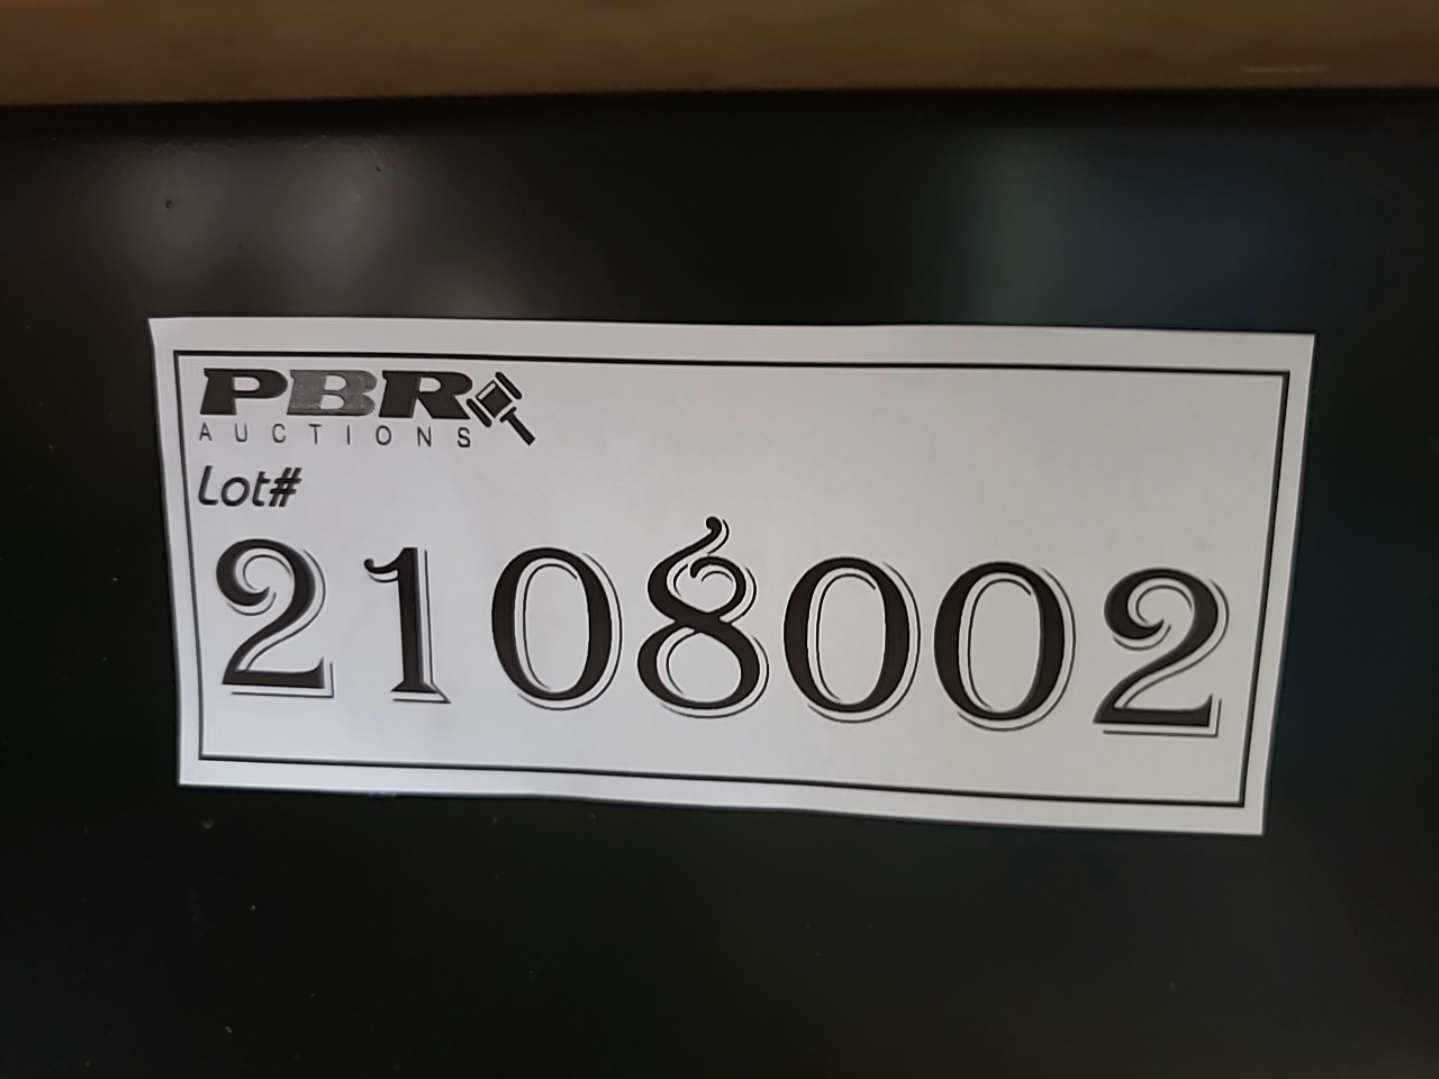 PBR
AUCTIONS
Lot#
2108002